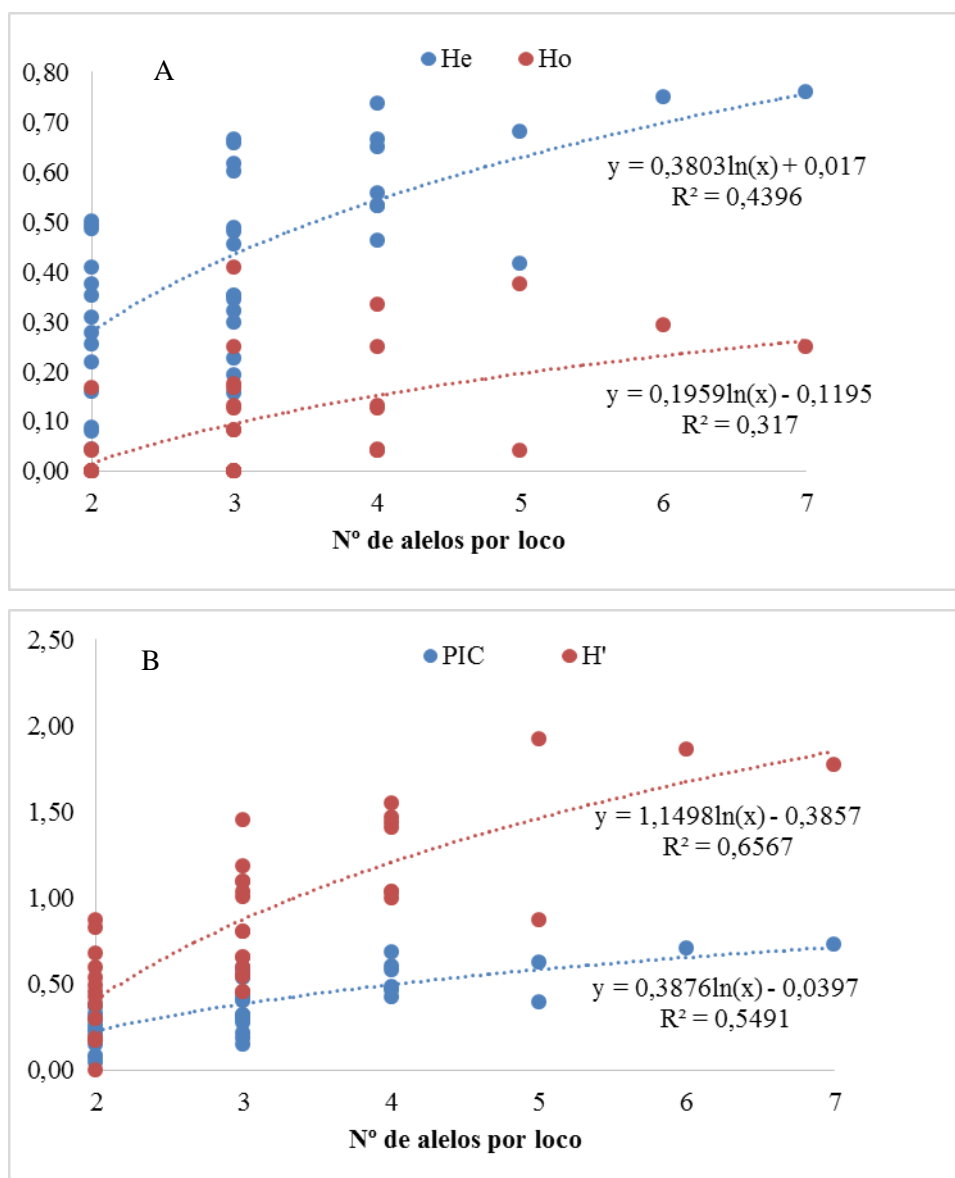 A
He Ho
0,80
0,70
0,60
0,50
0,40
0,30
0,20
0,10
0,00
y = 0,3803ln(x) + 0,017
R² = 0,4396
y = 0,1959ln(x) - 0,1195
R² = 0,317
2 3 4 5 6 7
Nº de alelos por loco
B
PIC H'
2,50
2,00
1,50
1,00
0,50
0,00
y = 1,1498ln(x) - 0,3857
R² = 0,6567
y = 0,3876ln(x) - 0,0397
R² = 0,5491
2 3 4 5 6 7
Nº de alelos por loco